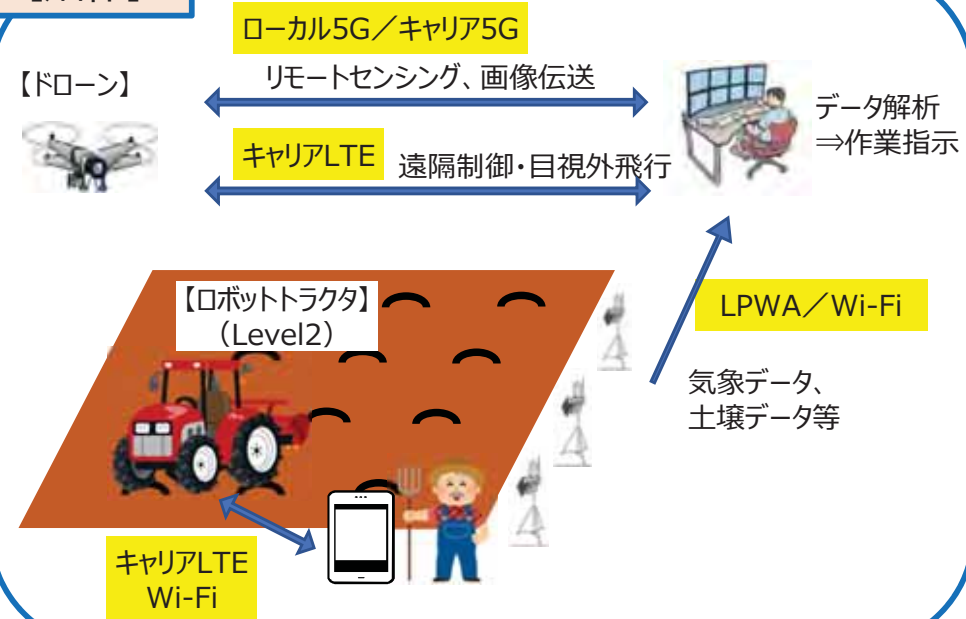 ローカル5G／キャリア5G
【ドローン】
リモートセンシング、画像伝送
データ解析
⇒作業指示
キャリアLTE
遠隔制御・目視外飛行
【ロボットトラクタ】
（Level2）
LPWA／Wi-Fi
気象データ、
土壌データ等
キャリアLTE
Wi-Fi